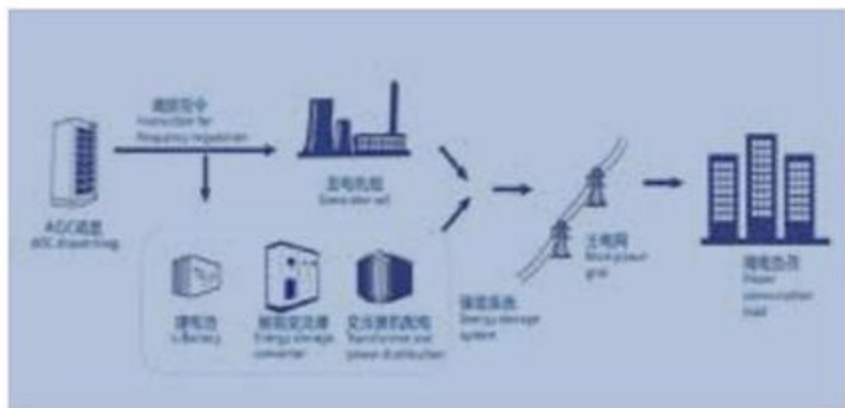 调频指令
Instruction for
frequency regulation
AGC调度
AGC dispatching
发电机组
Generator set
锂电池
Li battery
储能变流器
Energy storage
converter
Transformer and
power distribution
储能系统
Energy storage
system
主电网
Main power
grid
用电负荷
Power
consumption
load